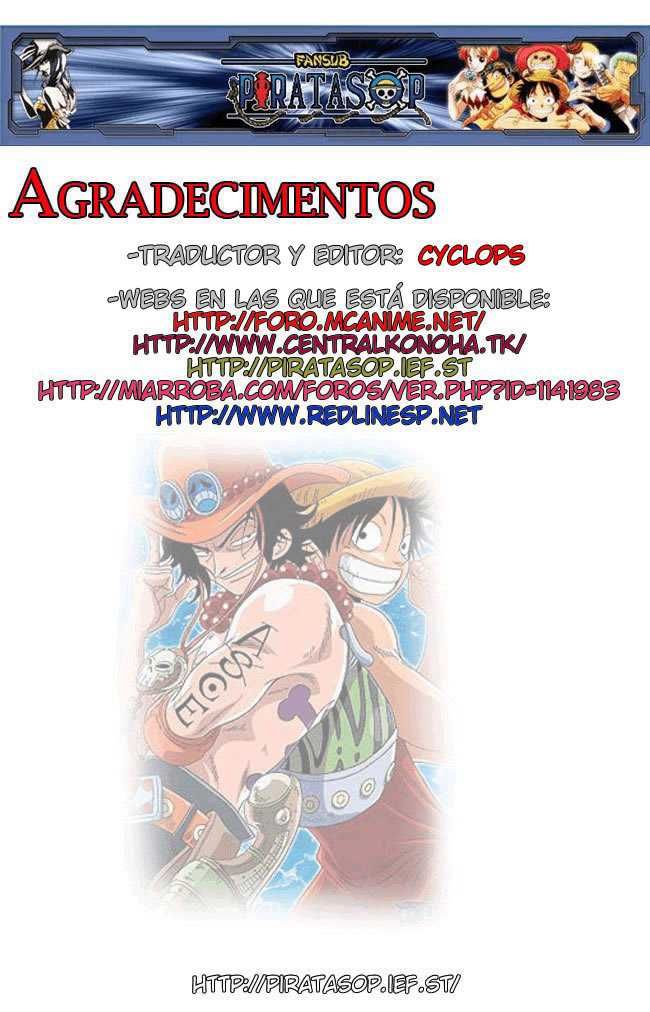 FANSUB
PIRATASOP
AGRADECIMENTOS
-TRADUCTOR Y EDITOR: CYCLOPS
-WEBS EN LAS QUE ESTÁ DISPONIBLE:
HTTP://FORO.MCANIME.NET/
HTTP://WWW.CENTRALKONOHA.TK/
HTTP://PIRATASOP.IEF.ST
HTTP://MIARROBA.COM/FOROS/VER.PHP?ID=1141983
HTTP://WWW.REDLINESP.NET
ASCE
HTTP://PIRATASOP.IEF.ST/